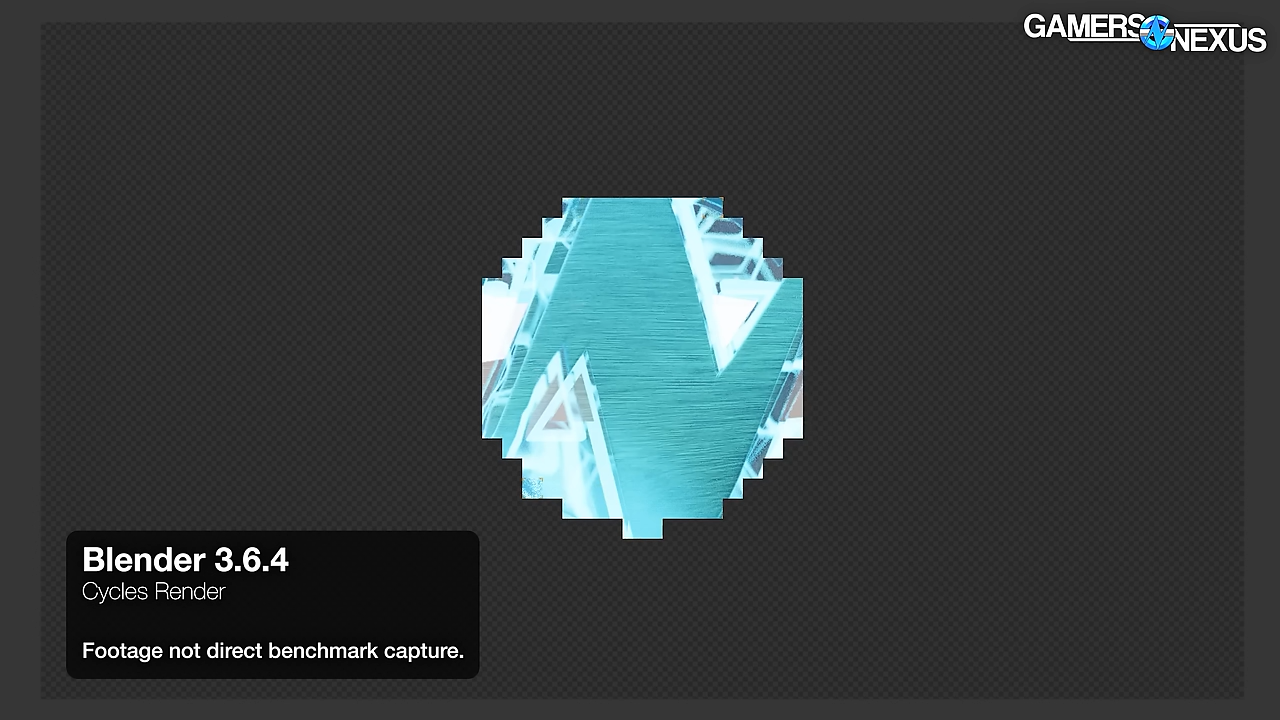 GAMERS NEXUS
Blender 3.6.4
Cycles Render
Footage not direct benchmark capture.